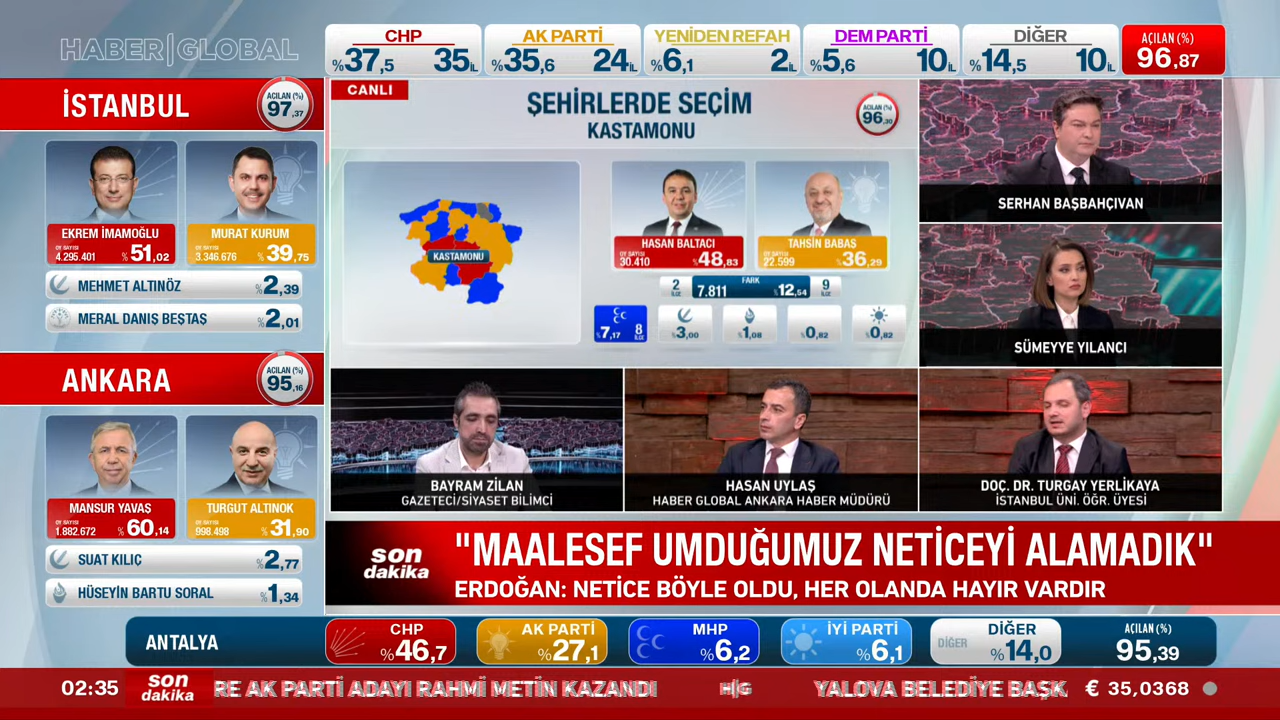 HABER|GLOBAL
CHP
%37,5 35 İL
AK PARTİ
%35,6 24 İL
YENİDEN REFAH
%6,1 2 İL
DEM PARTİ
%5,6 10 İL
DİĞER
%14,5 10 İL
AÇILAN (%)
96,87
İSTANBUL
AÇILAN (%)
97,37
EKREM İMAMOĞLU
OY SAYISI
4.295.401 %51,02
MURAT KURUM
OY SAYISI
3.346.676 %39,75
MEHMET ALTINÖZ %2,39
MERAL DANIŞ BEŞTAŞ %2,01
ANKARA
AÇILAN (%)
95,16
MANSUR YAVAŞ
OY SAYISI
1.882.672 %60,14
TURGUT ALTINOK
OY SAYISI
998.498 %31,90
SUAT KILIÇ %2,77
HÜSEYİN BARTU SORAL %1,34
CANLI
ŞEHİRLERDE SEÇİM
KASTAMONU
AÇILAN (%)
96,30
KASTAMONU
HASAN BALTACI
OY SAYISI
30.410 %48,83
TAHSİN BABAŞ
OY SAYISI
22.599 %36,29
2 İLÇE
FARK
7.811 %12,54
9 İLÇE
%7,17 8 İLÇE
%3,00
%1,08
%0,82
%0,82
SERHAN BAŞBAHÇIVAN
SÜMEYYE YILANCI
BAYRAM ZİLAN
GAZETECİ/SİYASET BİLİMCİ
HASAN UYLAŞ
HABER GLOBAL ANKARA HABER MÜDÜRÜ
DOÇ. DR. TURGAY YERLİKAYA
İSTANBUL ÜNİ. ÖĞR. ÜYESİ
son
dakika
"MAALESEF UMDUĞUMUZ NETİCEYİ ALAMADIK"
ERDOĞAN: NETİCE BÖYLE OLDU, HER OLANDA HAYIR VARDIR
ANTALYA
CHP
%46,7
AK PARTİ
%27,1
MHP
%6,2
İYİ PARTİ
%6,1
DİĞER
DİĞER
%14,0
AÇILAN (%)
95,39
02:35
son
dakika
RE AK PARTİ ADAYI RAHMİ METİN KAZANDI
H|G
YALOVA BELEDİYE BAŞK
€ 35,0368